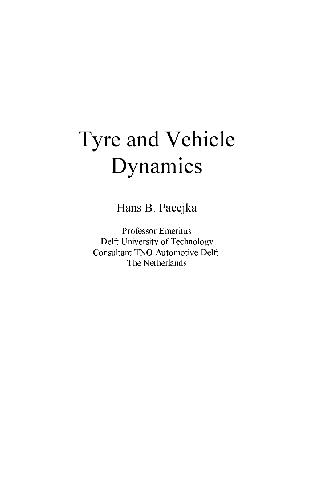 Tyre and Vehicle
Dynamics
Hans B. Pacejka
Professor Emeritus
Delft University of Technology
Consultant TNO Automotive Delft
The Netherlands